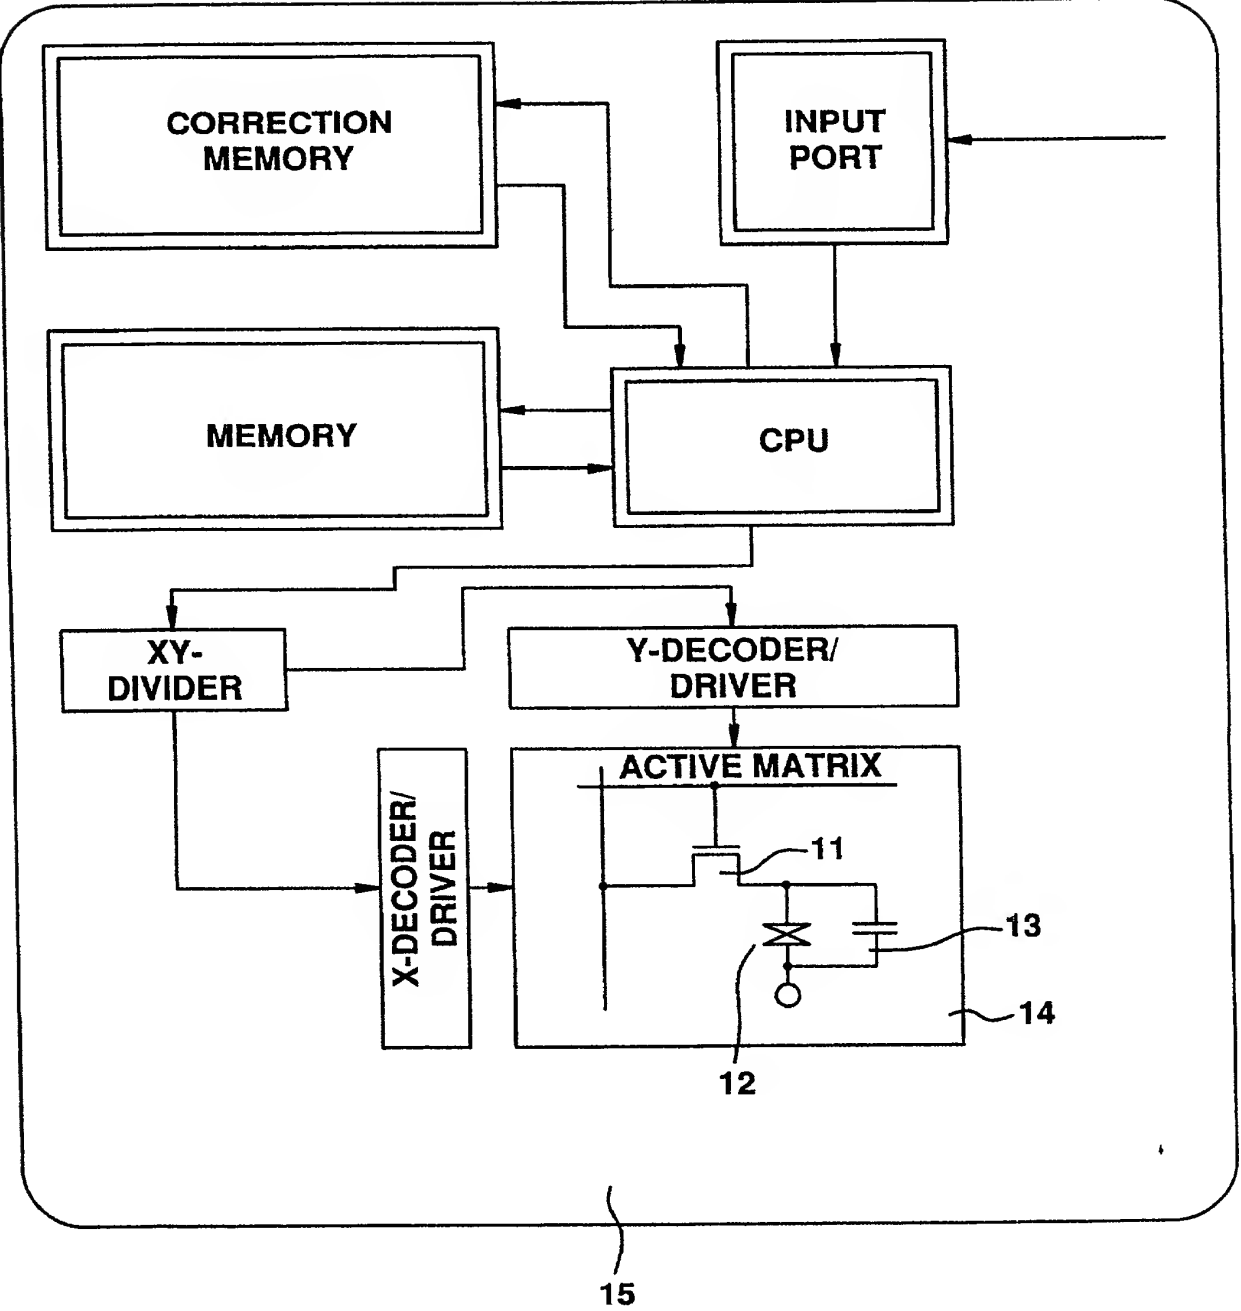 CORRECTION
MEMORY
INPUT
PORT
MEMORY
CPU
XY-
DIVIDER
Y-DECODER/
DRIVER
X-DECODER/
DRIVER
ACTIVE MATRIX
11
13
14
12
15